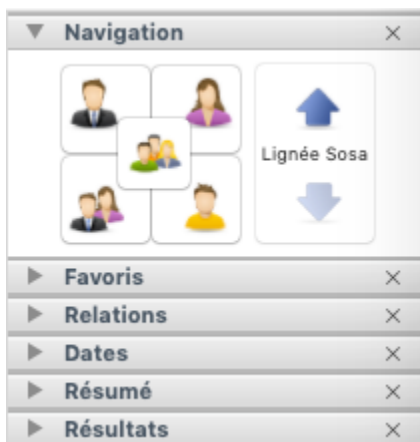 Navigation
Lignée Sosa
Favoris
Relations
Dates
Résumé
Résultats